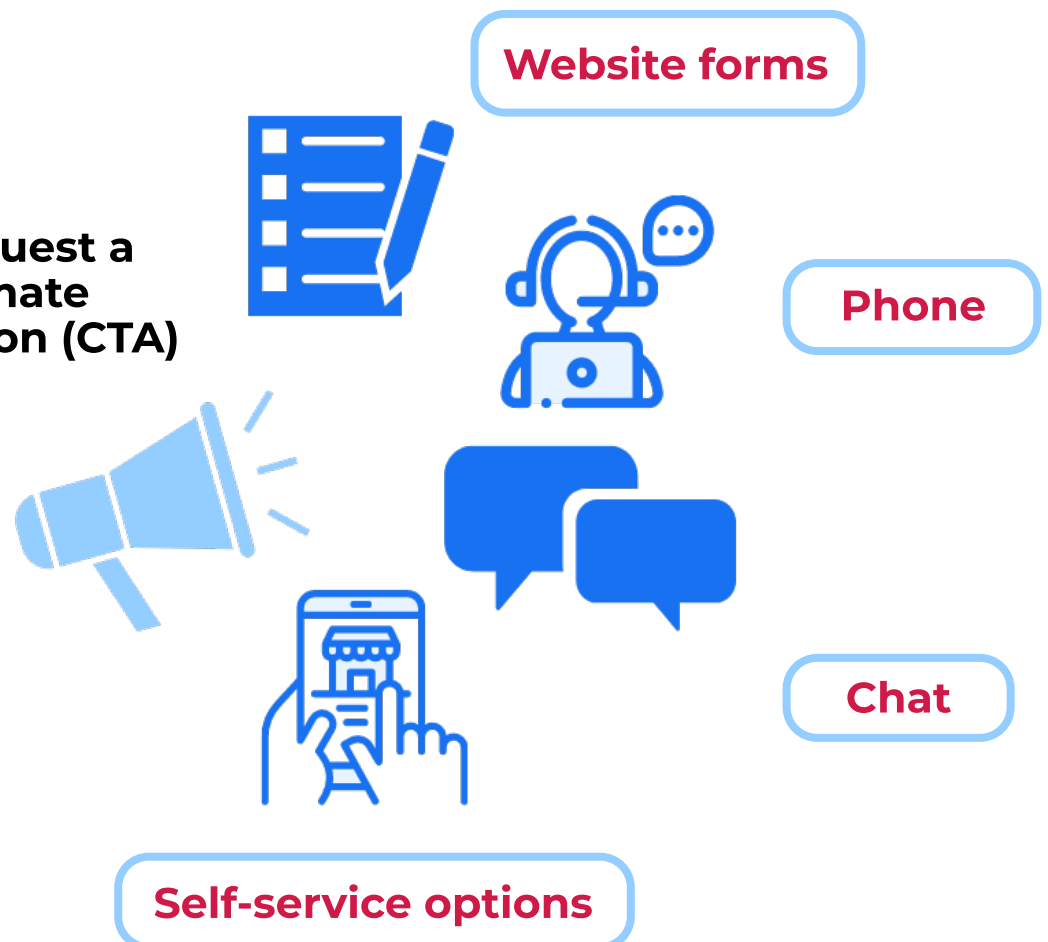 Website forms
uest a
nate
on (CTA)
Phone
Chat
Self-service options